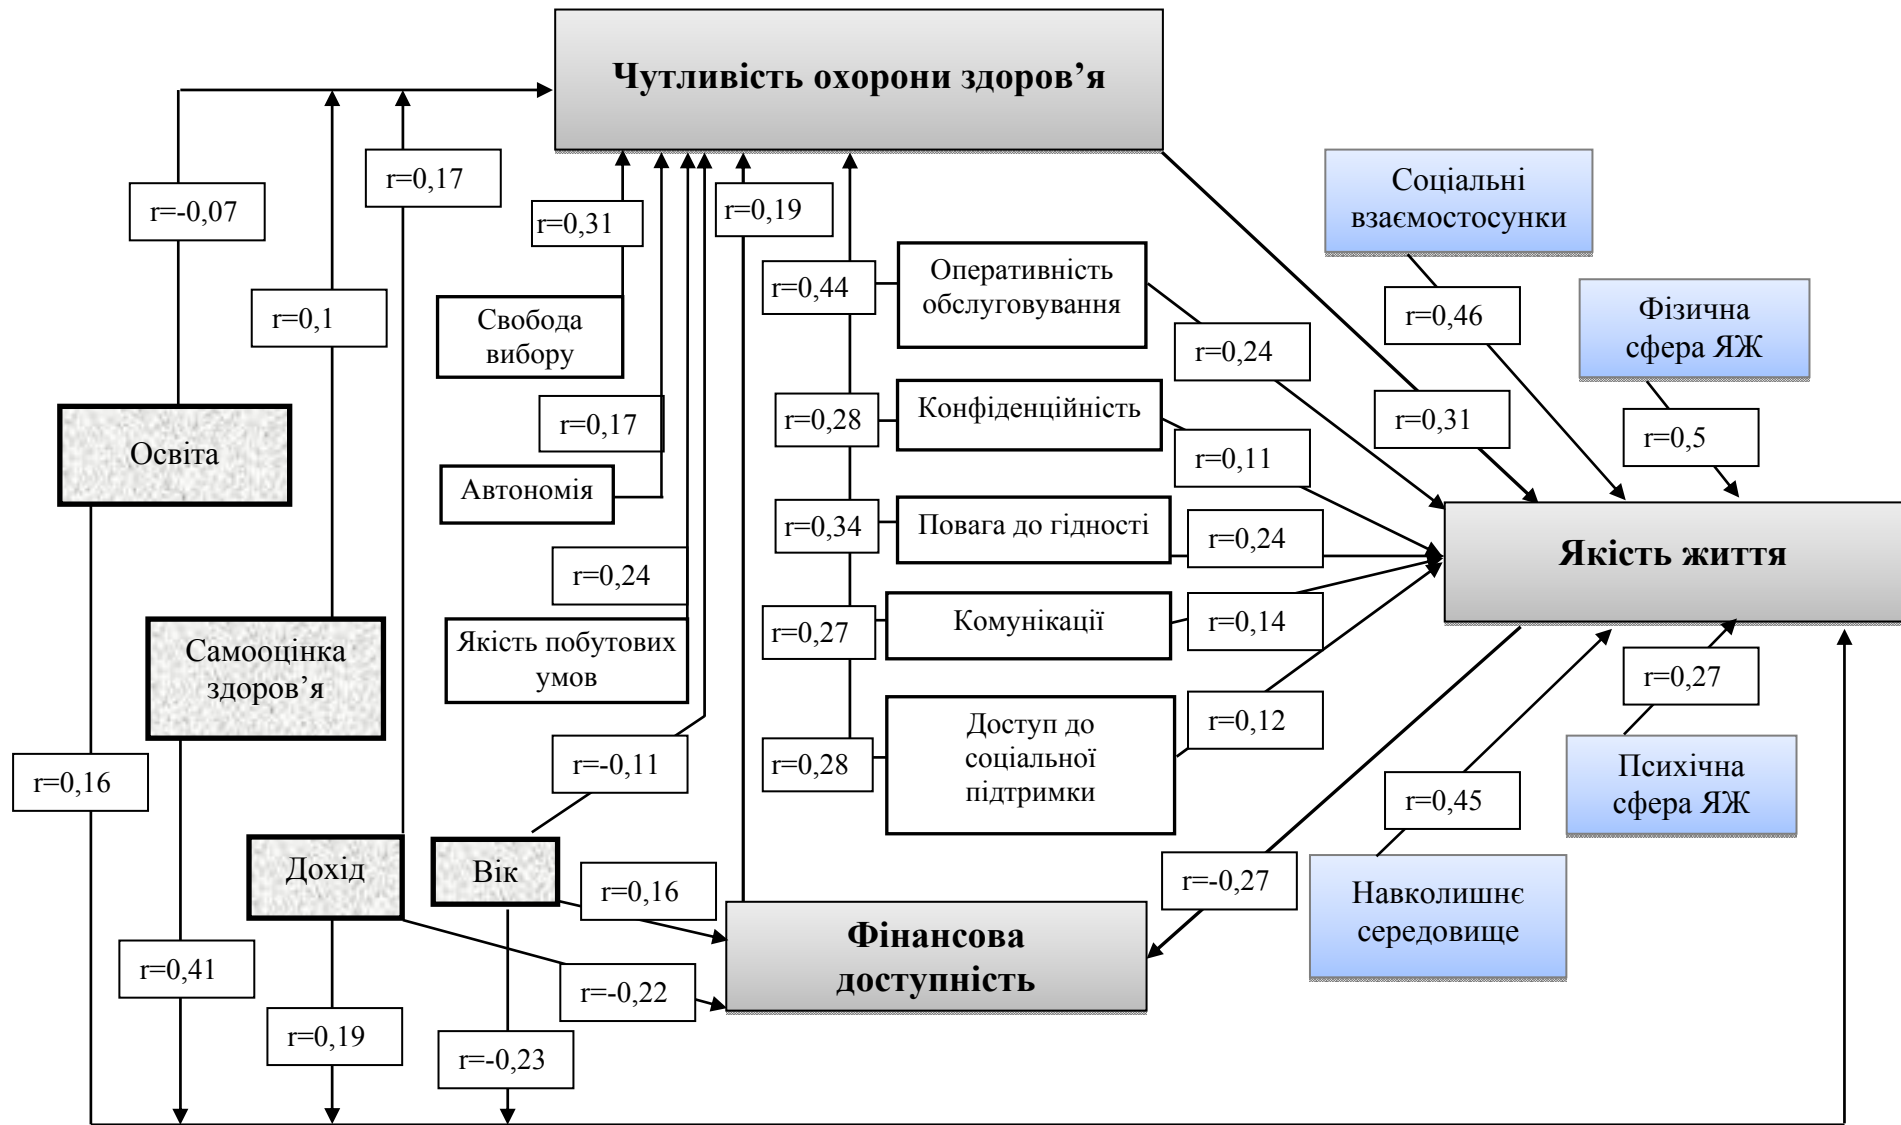 Чутливість охорони здоров’я
r=-0,07
r=0,17
r=0,1
r=0,31
r=0,19
Соціальні
взаємостосунки
Фізична
сфера ЯЖ
Свобода
вибору
r=0,44
Оперативність
обслуговування
r=0,24
r=0,46
r=0,31
r=0,5
Освіта
r=0,17
Автономія
r=0,28
Конфіденційність
r=0,11
r=0,34
Повага до гідності
r=0,24
Якість життя
r=0,24
Якість побутових
умов
r=0,27
Комунікації
r=0,14
Самооцінка
здоров’я
r=0,28
Доступ до
соціальної
підтримки
r=0,12
r=0,27
Психічна
сфера ЯЖ
r=0,45
Навколишнє
середовище
r=0,16
r=-0,11
Дохід
Вік
r=0,16
r=-0,27
Фінансова
доступність
r=0,41
r=-0,22
r=0,19
r=-0,23